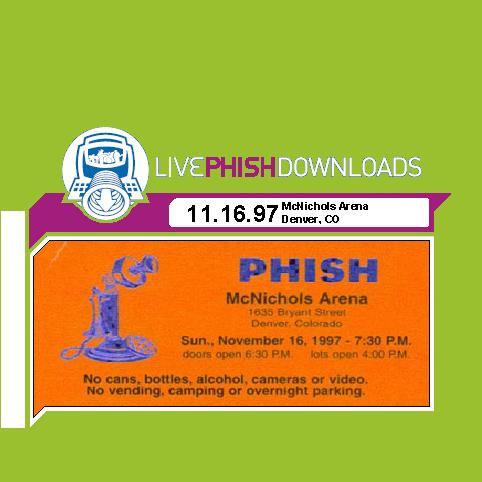 LIVEPHISHDOWNLOADS
11.16.97 McNichols Arena
Denver, CO
PHISH
McNichols Arena
1635 Bryant Street
Denver, Colorado
Sun., November 16, 1997 - 7:30 P.M.
doors open 6:30 P.M. lots open 4:00 P.M.
No cans, bottles, alcohol, cameras or video.
No vending, camping or overnight parking.